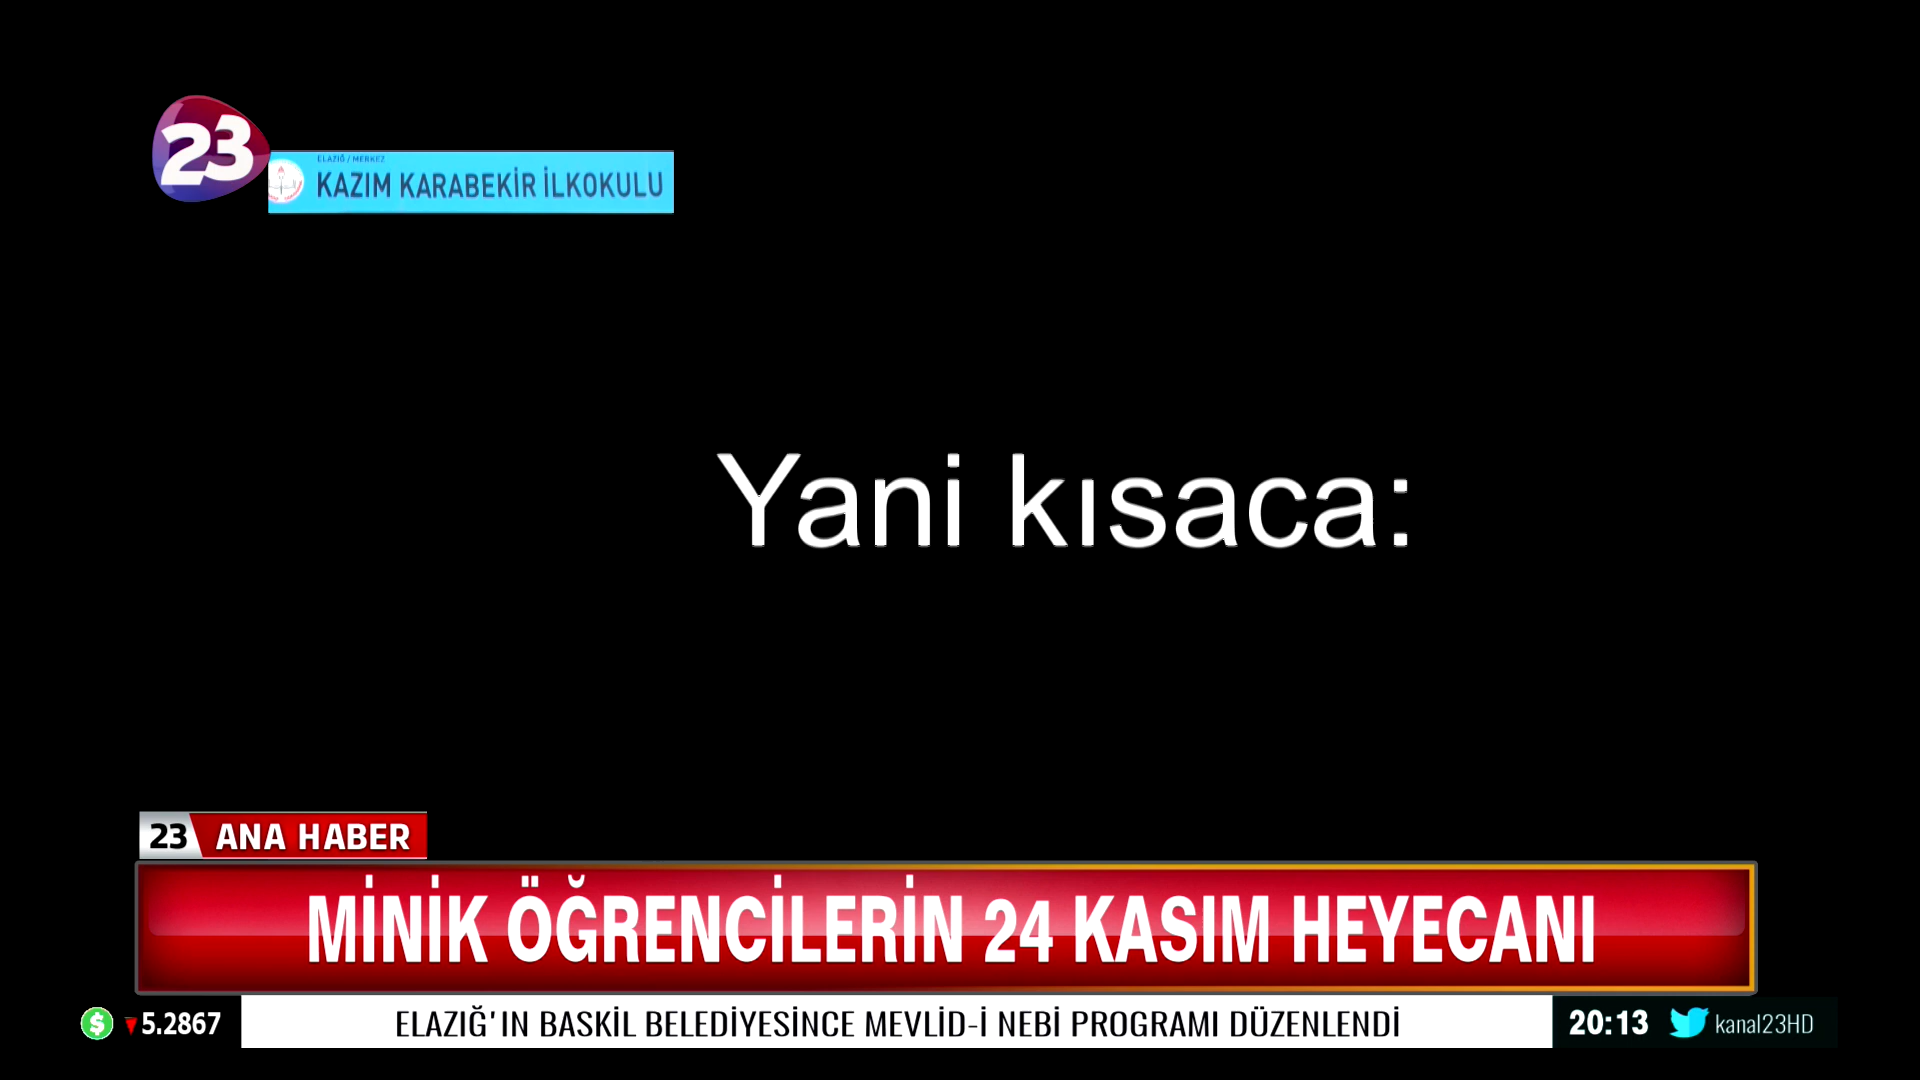 23
ELAZIĞ / MERKEZ
KAZIM KARABEKİR İLKOKULU
Yani kısaca:
23 ANA HABER
MİNİK ÖĞRENCİLERİN 24 KASIM HEYECANI
$ 5.2867
ELAZIĞ'IN BASKİL BELEDİYESİNCE MEVLİD-İ NEBİ PROGRAMI DÜZENLENDİ
20:13
kanal23HD